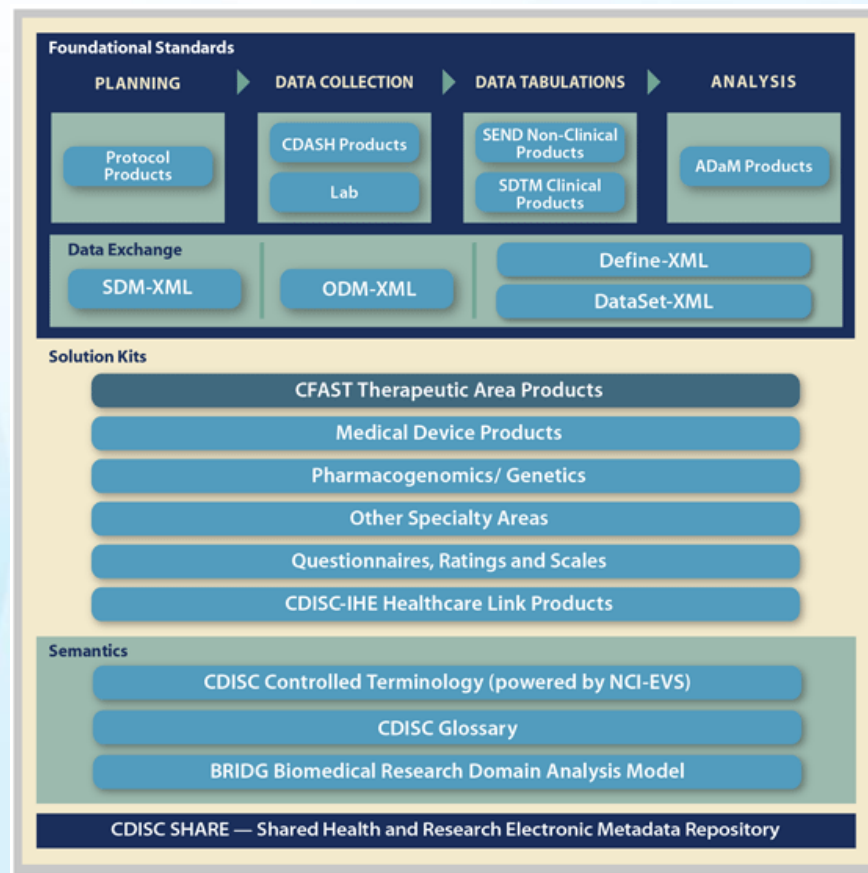 Foundational Standards
PLANNING
DATA COLLECTION
DATA TABULATIONS
ANALYSIS
Protocol
Products
CDASH Products
Lab
SEND Non-Clinical
Products
SDTM Clinical
Products
ADaM Products
Data Exchange
SDM-XML
ODM-XML
Define-XML
DataSet-XML
Solution Kits
CFAST Therapeutic Area Products
Medical Device Products
Pharmacogenomics/ Genetics
Other Specialty Areas
Questionnaires, Ratings and Scales
CDISC-IHE Healthcare Link Products
Semantics
CDISC Controlled Terminology (powered by NCI-EVS)
CDISC Glossary
BRIDG Biomedical Research Domain Analysis Model
CDISC SHARE — Shared Health and Research Electronic Metadata Repository